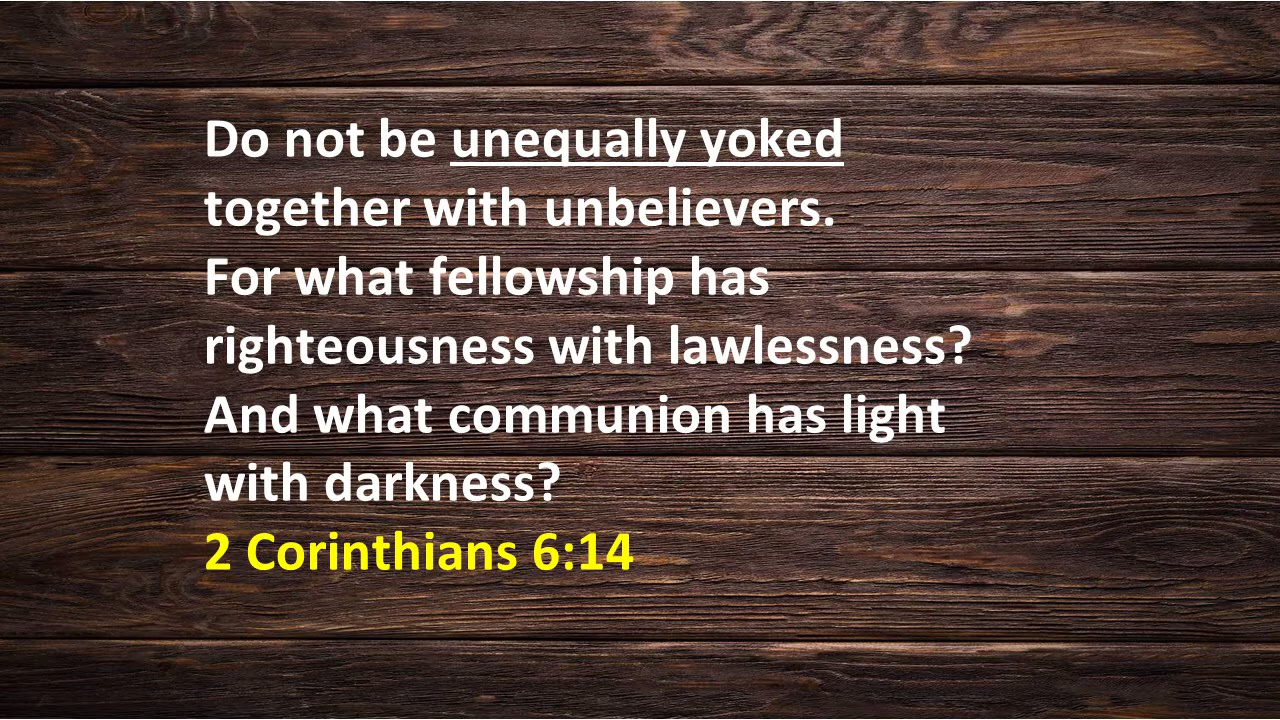 Do not be unequally yoked
together with unbelievers.
For what fellowship has
righteousness with lawlessness?
And what communion has light
with darkness?
2 Corinthians 6:14